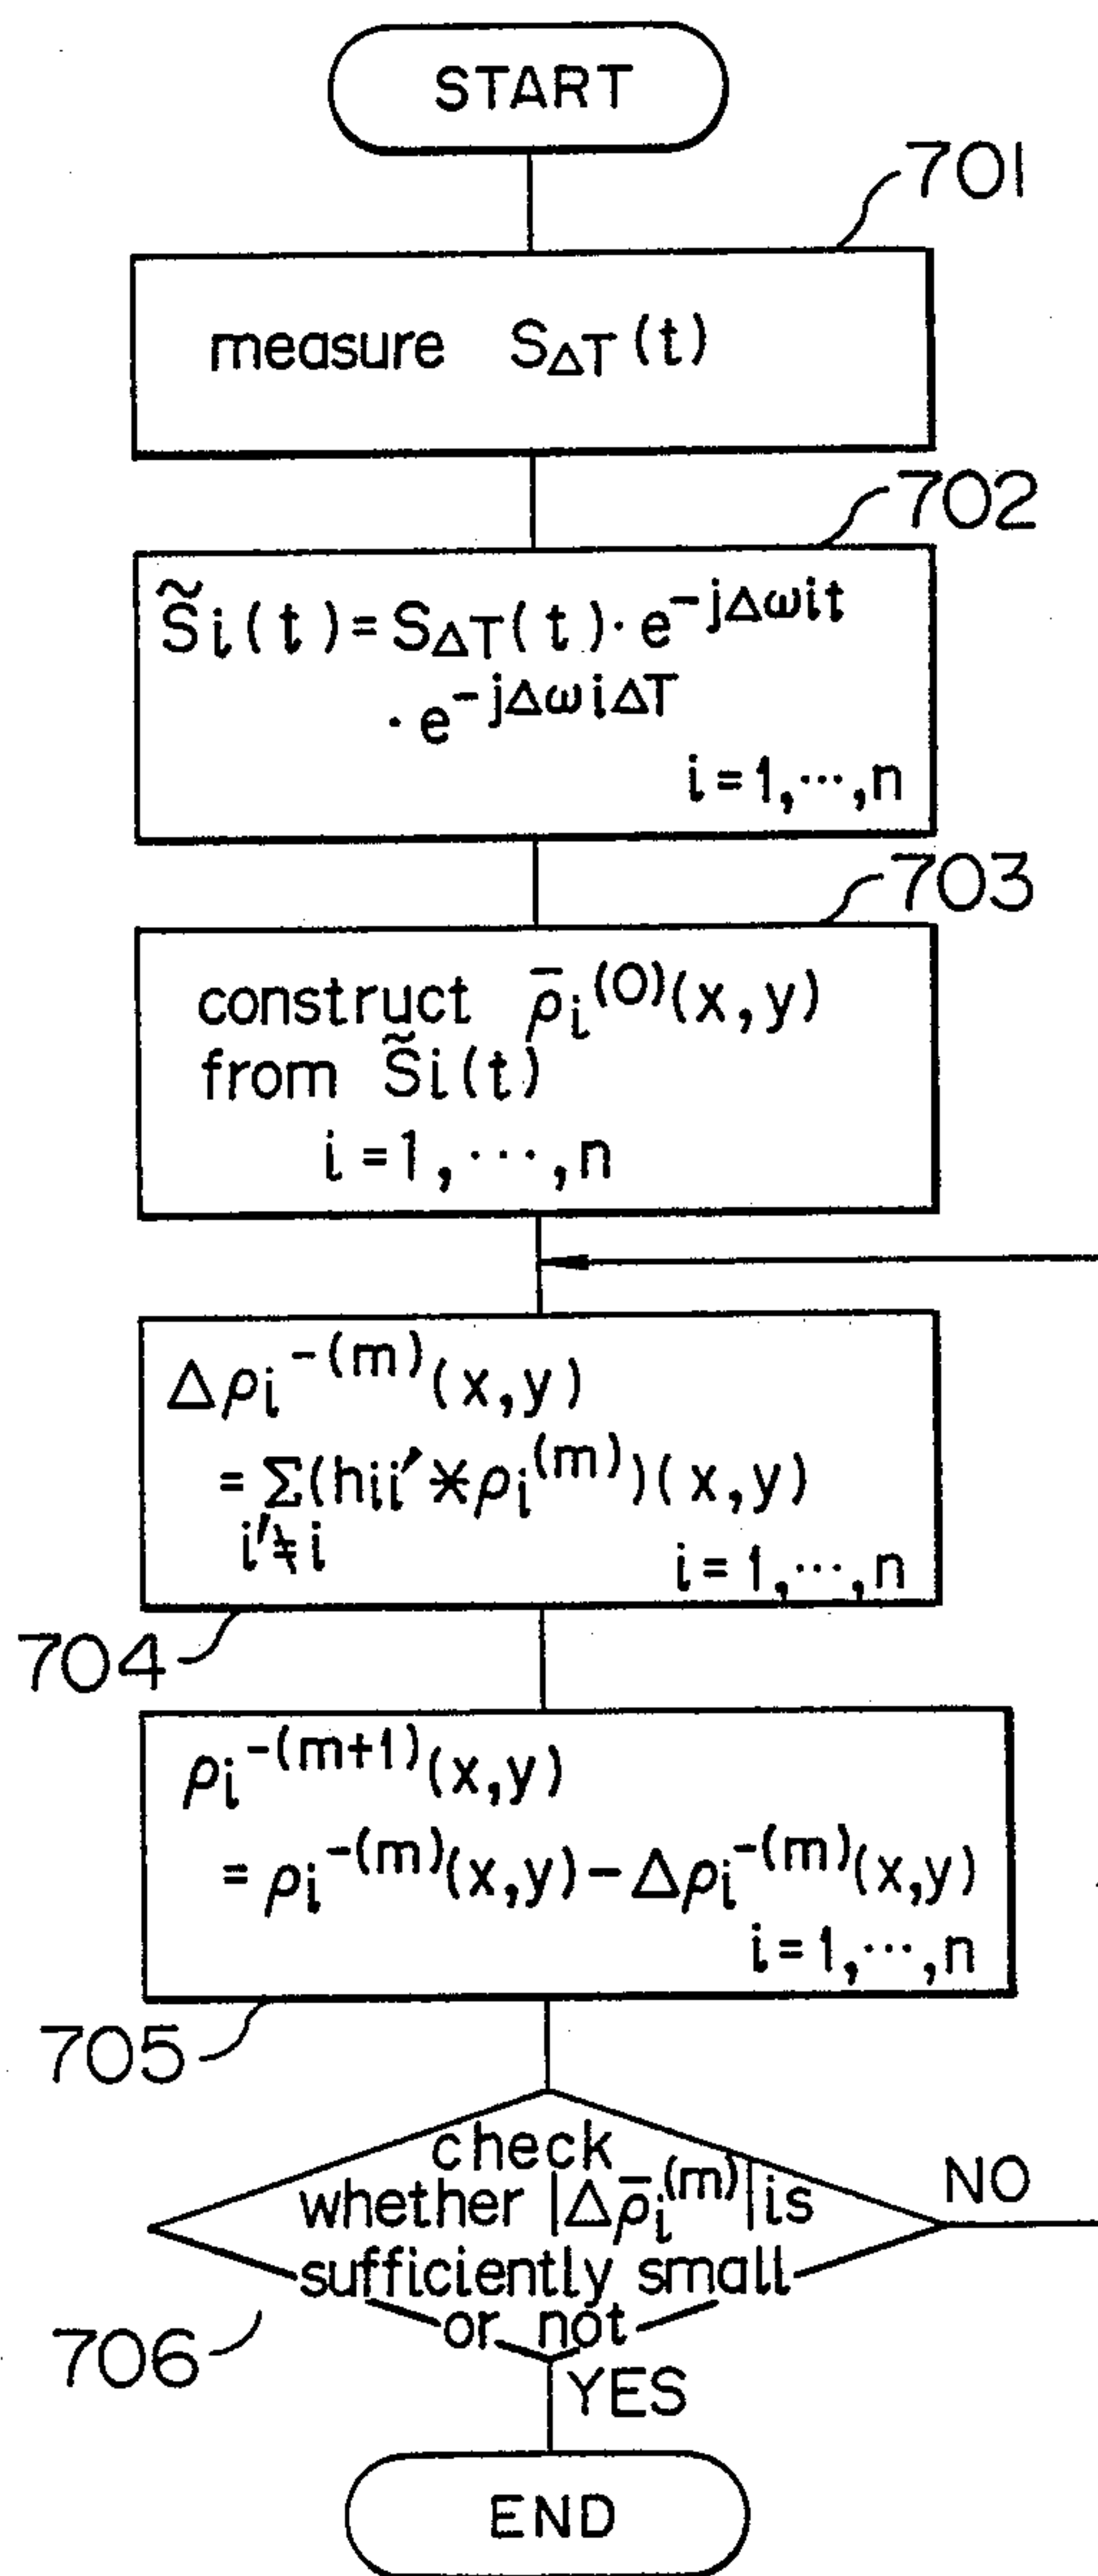 START
701
measure S_ΔT(t)
702
S̃i(t)=S_ΔT(t)·e^-jΔωit
·e^-jΔωiΔT
i=1,···,n
703
construct ρ̄i^(0)(x,y)
from S̃i(t)
i=1,···,n
Δρi^-(m)(x,y)
=Σ(hii'*ρi^(m))(x,y)
i'≠i i=1,···,n
704
ρi^-(m+1)(x,y)
=ρi^-(m)(x,y)-Δρi^-(m)(x,y)
i=1,···,n
705
check
whether |Δρ̄i^(m)| is
sufficiently small
or not
NO
706
YES
END